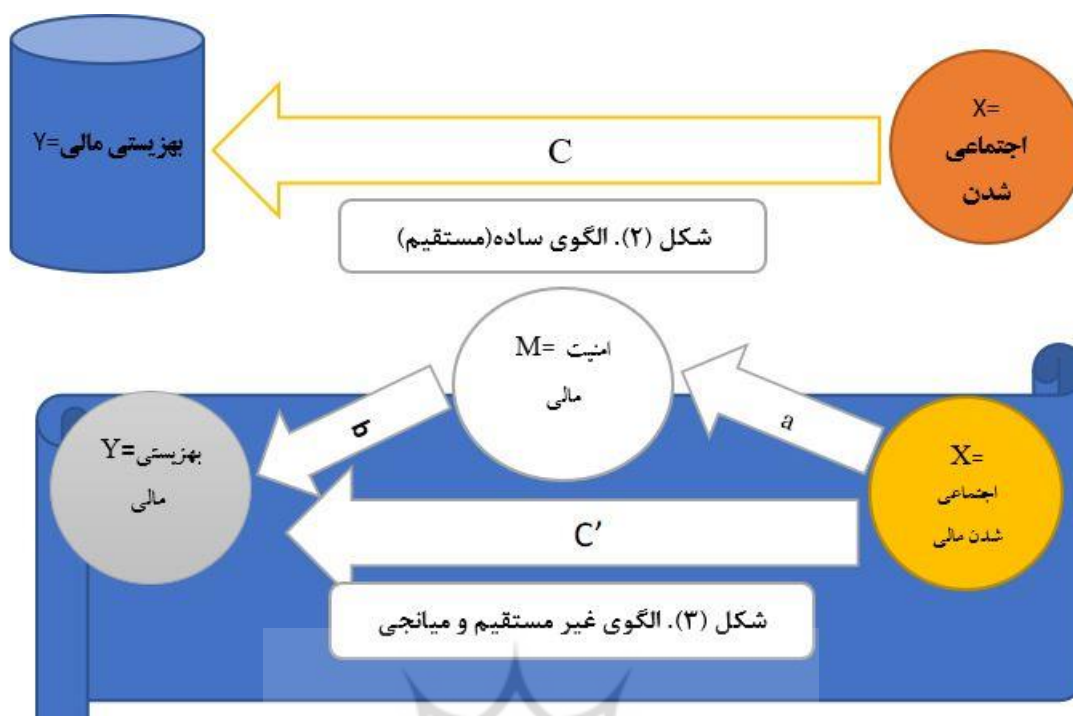 X=
اجتماعی
شدن
C
بهزیستی مالی=Y
شکل (۲). الگوی ساده(مستقیم)
امنیت =M
مالی
a
b
X=
اجتماعی
شدن مالی
C’
بهزیستی=Y
مالی
شکل (۳). الگوی غیر مستقیم و میانجی